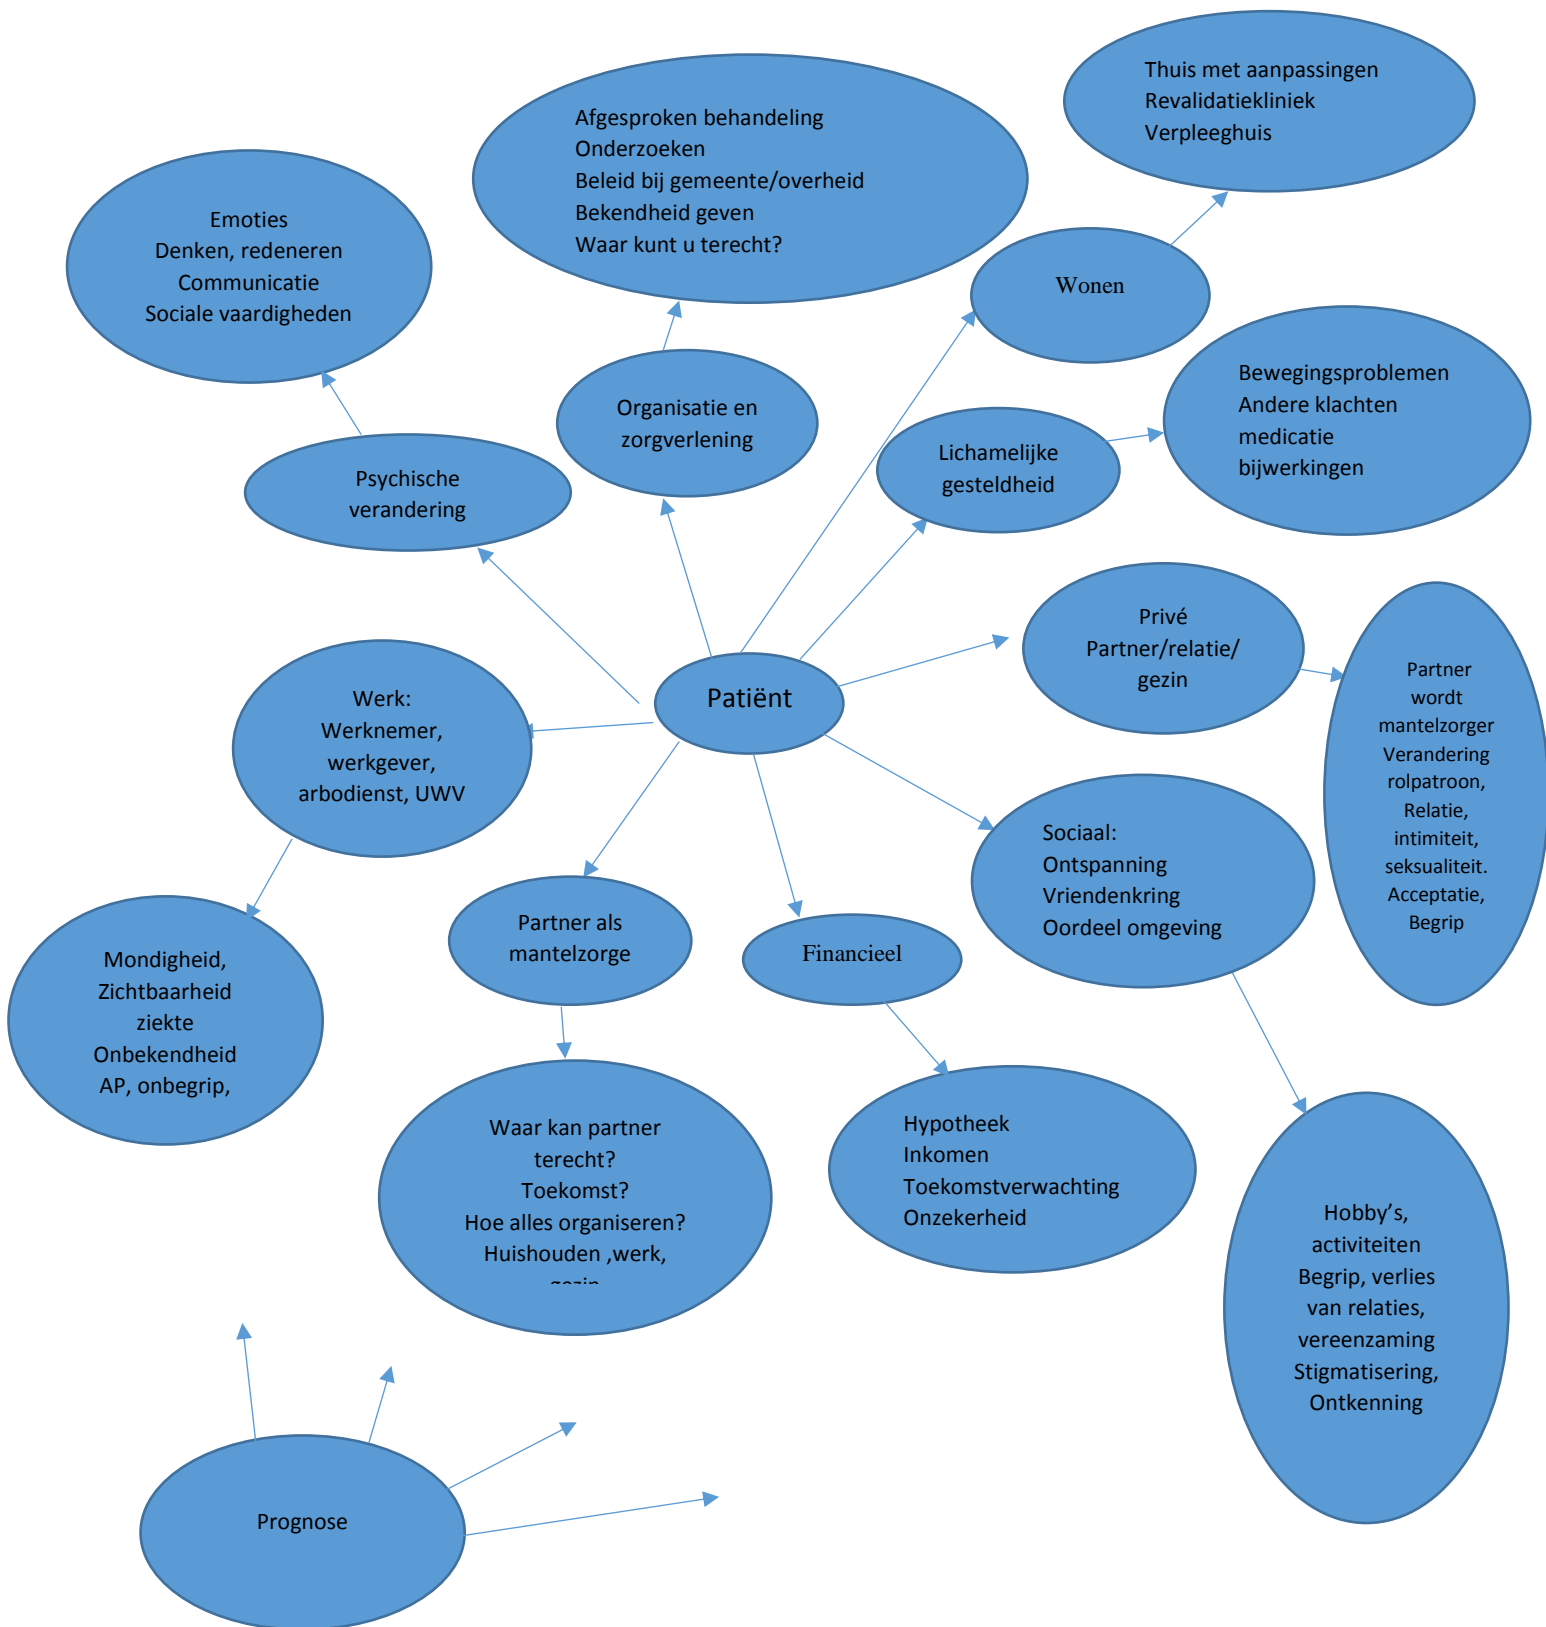 Thuis met aanpassingen
Revalidatiekliniek
Verpleeghuis
Afgesproken behandeling
Onderzoeken
Beleid bij gemeente/overheid
Bekendheid geven
Waar kunt u terecht?
Emoties
Denken, redeneren
Communicatie
Sociale vaardigheden
Wonen
Bewegingsproblemen
Andere klachten
medicatie
bijwerkingen
Organisatie en
zorgverlening
Lichamelijke
gesteldheid
Psychische
verandering
Privé
Partner/relatie/
gezin
Partner
wordt
mantelzorger
Verandering
rolpatroon,
Relatie,
intimiteit,
seksualiteit.
Acceptatie,
Begrip
Patiënt
Werk:
Werknemer,
werkgever,
arbodienst, UWV
Sociaal:
Ontspanning
Vriendenkring
Oordeel omgeving
Partner als
mantelzorge
Financieel
Mondigheid,
Zichtbaarheid
ziekte
Onbekendheid
AP, onbegrip,
Waar kan partner
terecht?
Toekomst?
Hoe alles organiseren?
Huishouden ,werk,
Hypotheek
Inkomen
Toekomstverwachting
Onzekerheid
Hobby's,
activiteiten
Begrip, verlies
van relaties,
vereenzaming
Stigmatisering,
Ontkenning
Prognose